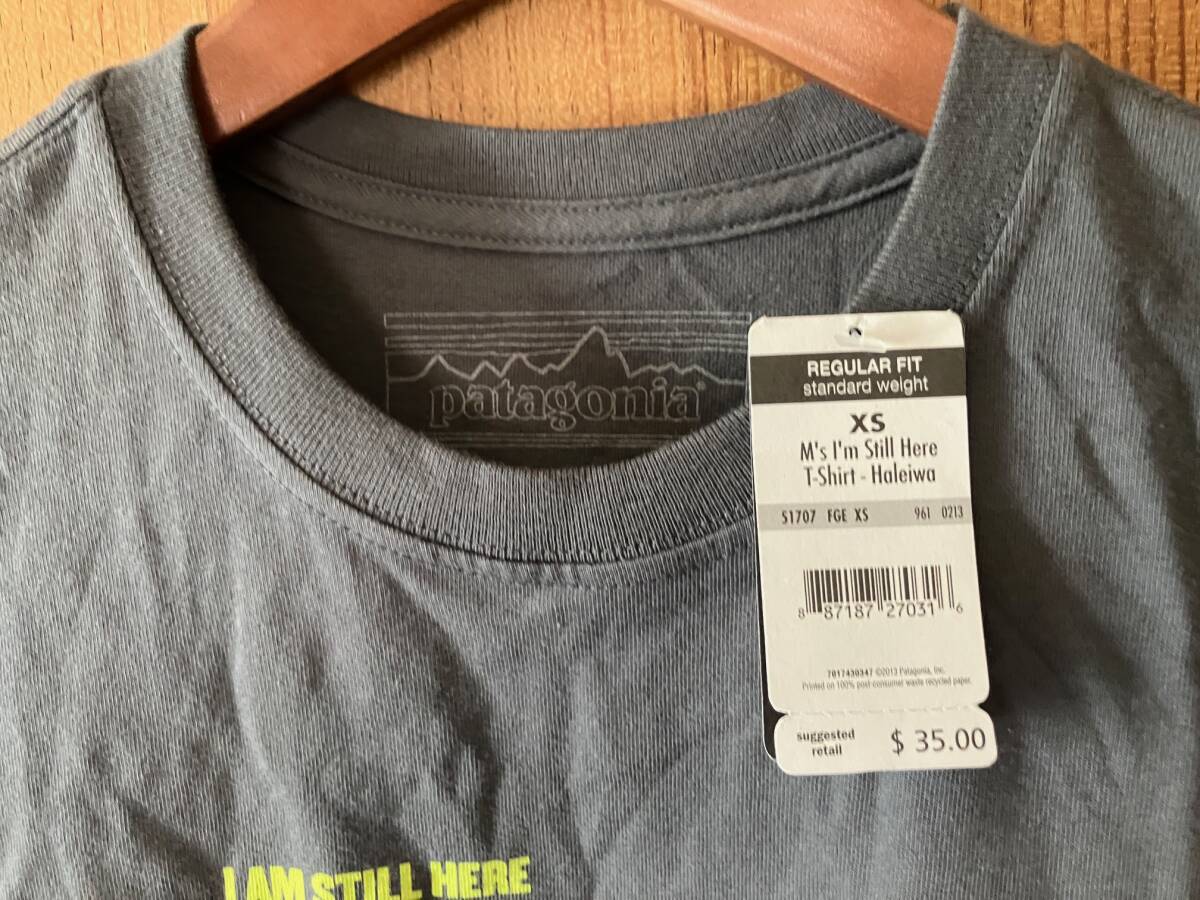 patagonia®
REGULAR FIT
standard weight
XS
M's I'm Still Here
T-Shirt - Haleiwa
51707 FGE XS 961 0213
8 87187 27031 6
7017430347 ©2013 Patagonia, Inc.
Printed on 100% post-consumer waste recycled paper.
suggested
retail
$ 35.00
I AM STILL HERE